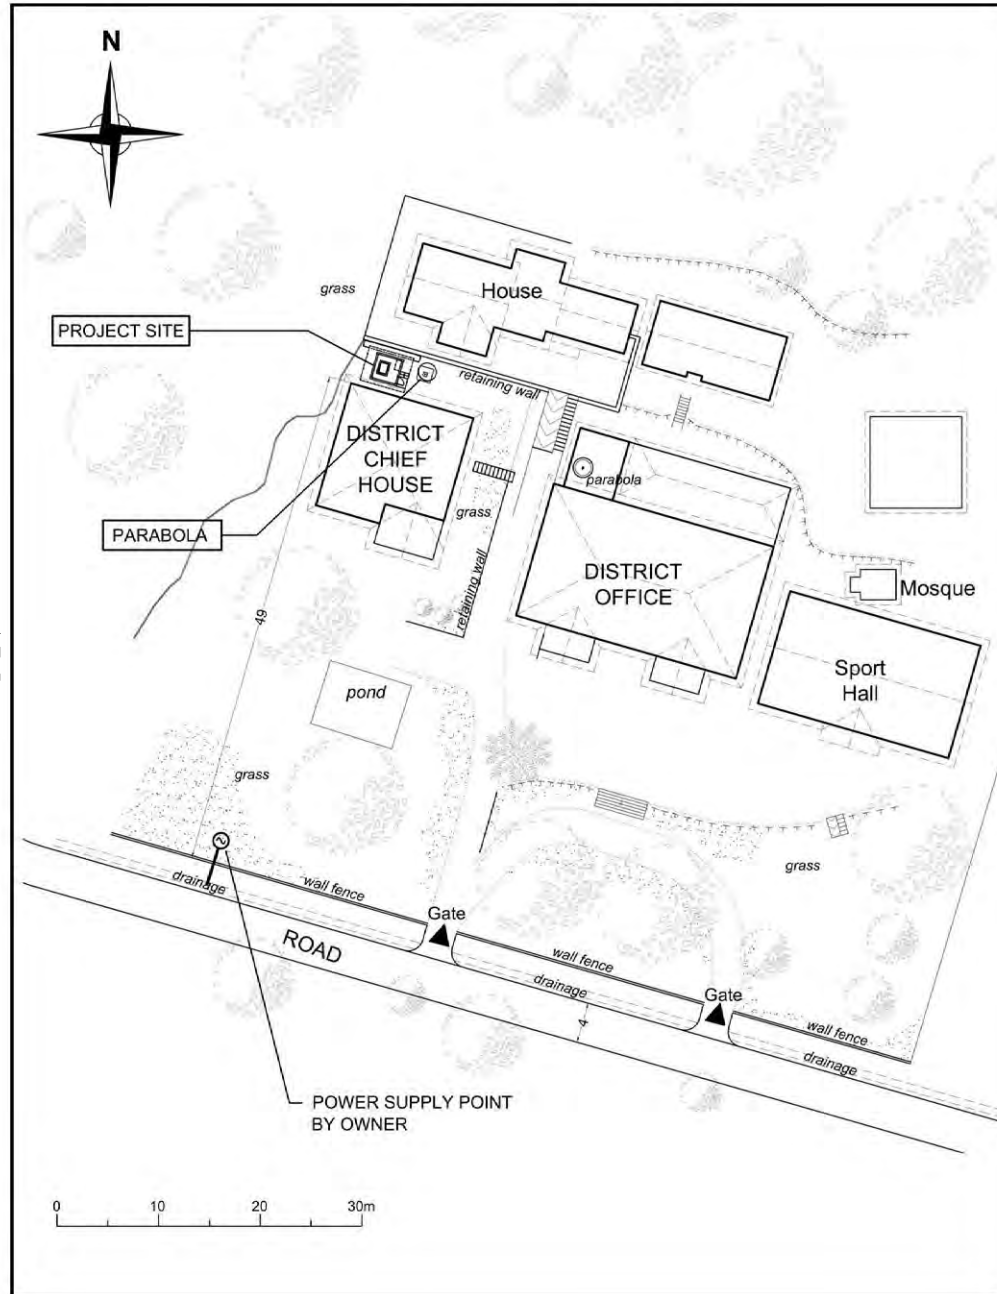 N
grass
House
PROJECT SITE
retaining wall
DISTRICT
CHIEF
HOUSE
parabola
PARABOLA
grass
retaining wall
DISTRICT
OFFICE
Mosque
49
Sport
Hall
pond
grass
grass
drainage
wall fence
Gate
ROAD
wall fence
drainage
Gate
4
wall fence
drainage
POWER SUPPLY POINT
BY OWNER
0 10 20 30m